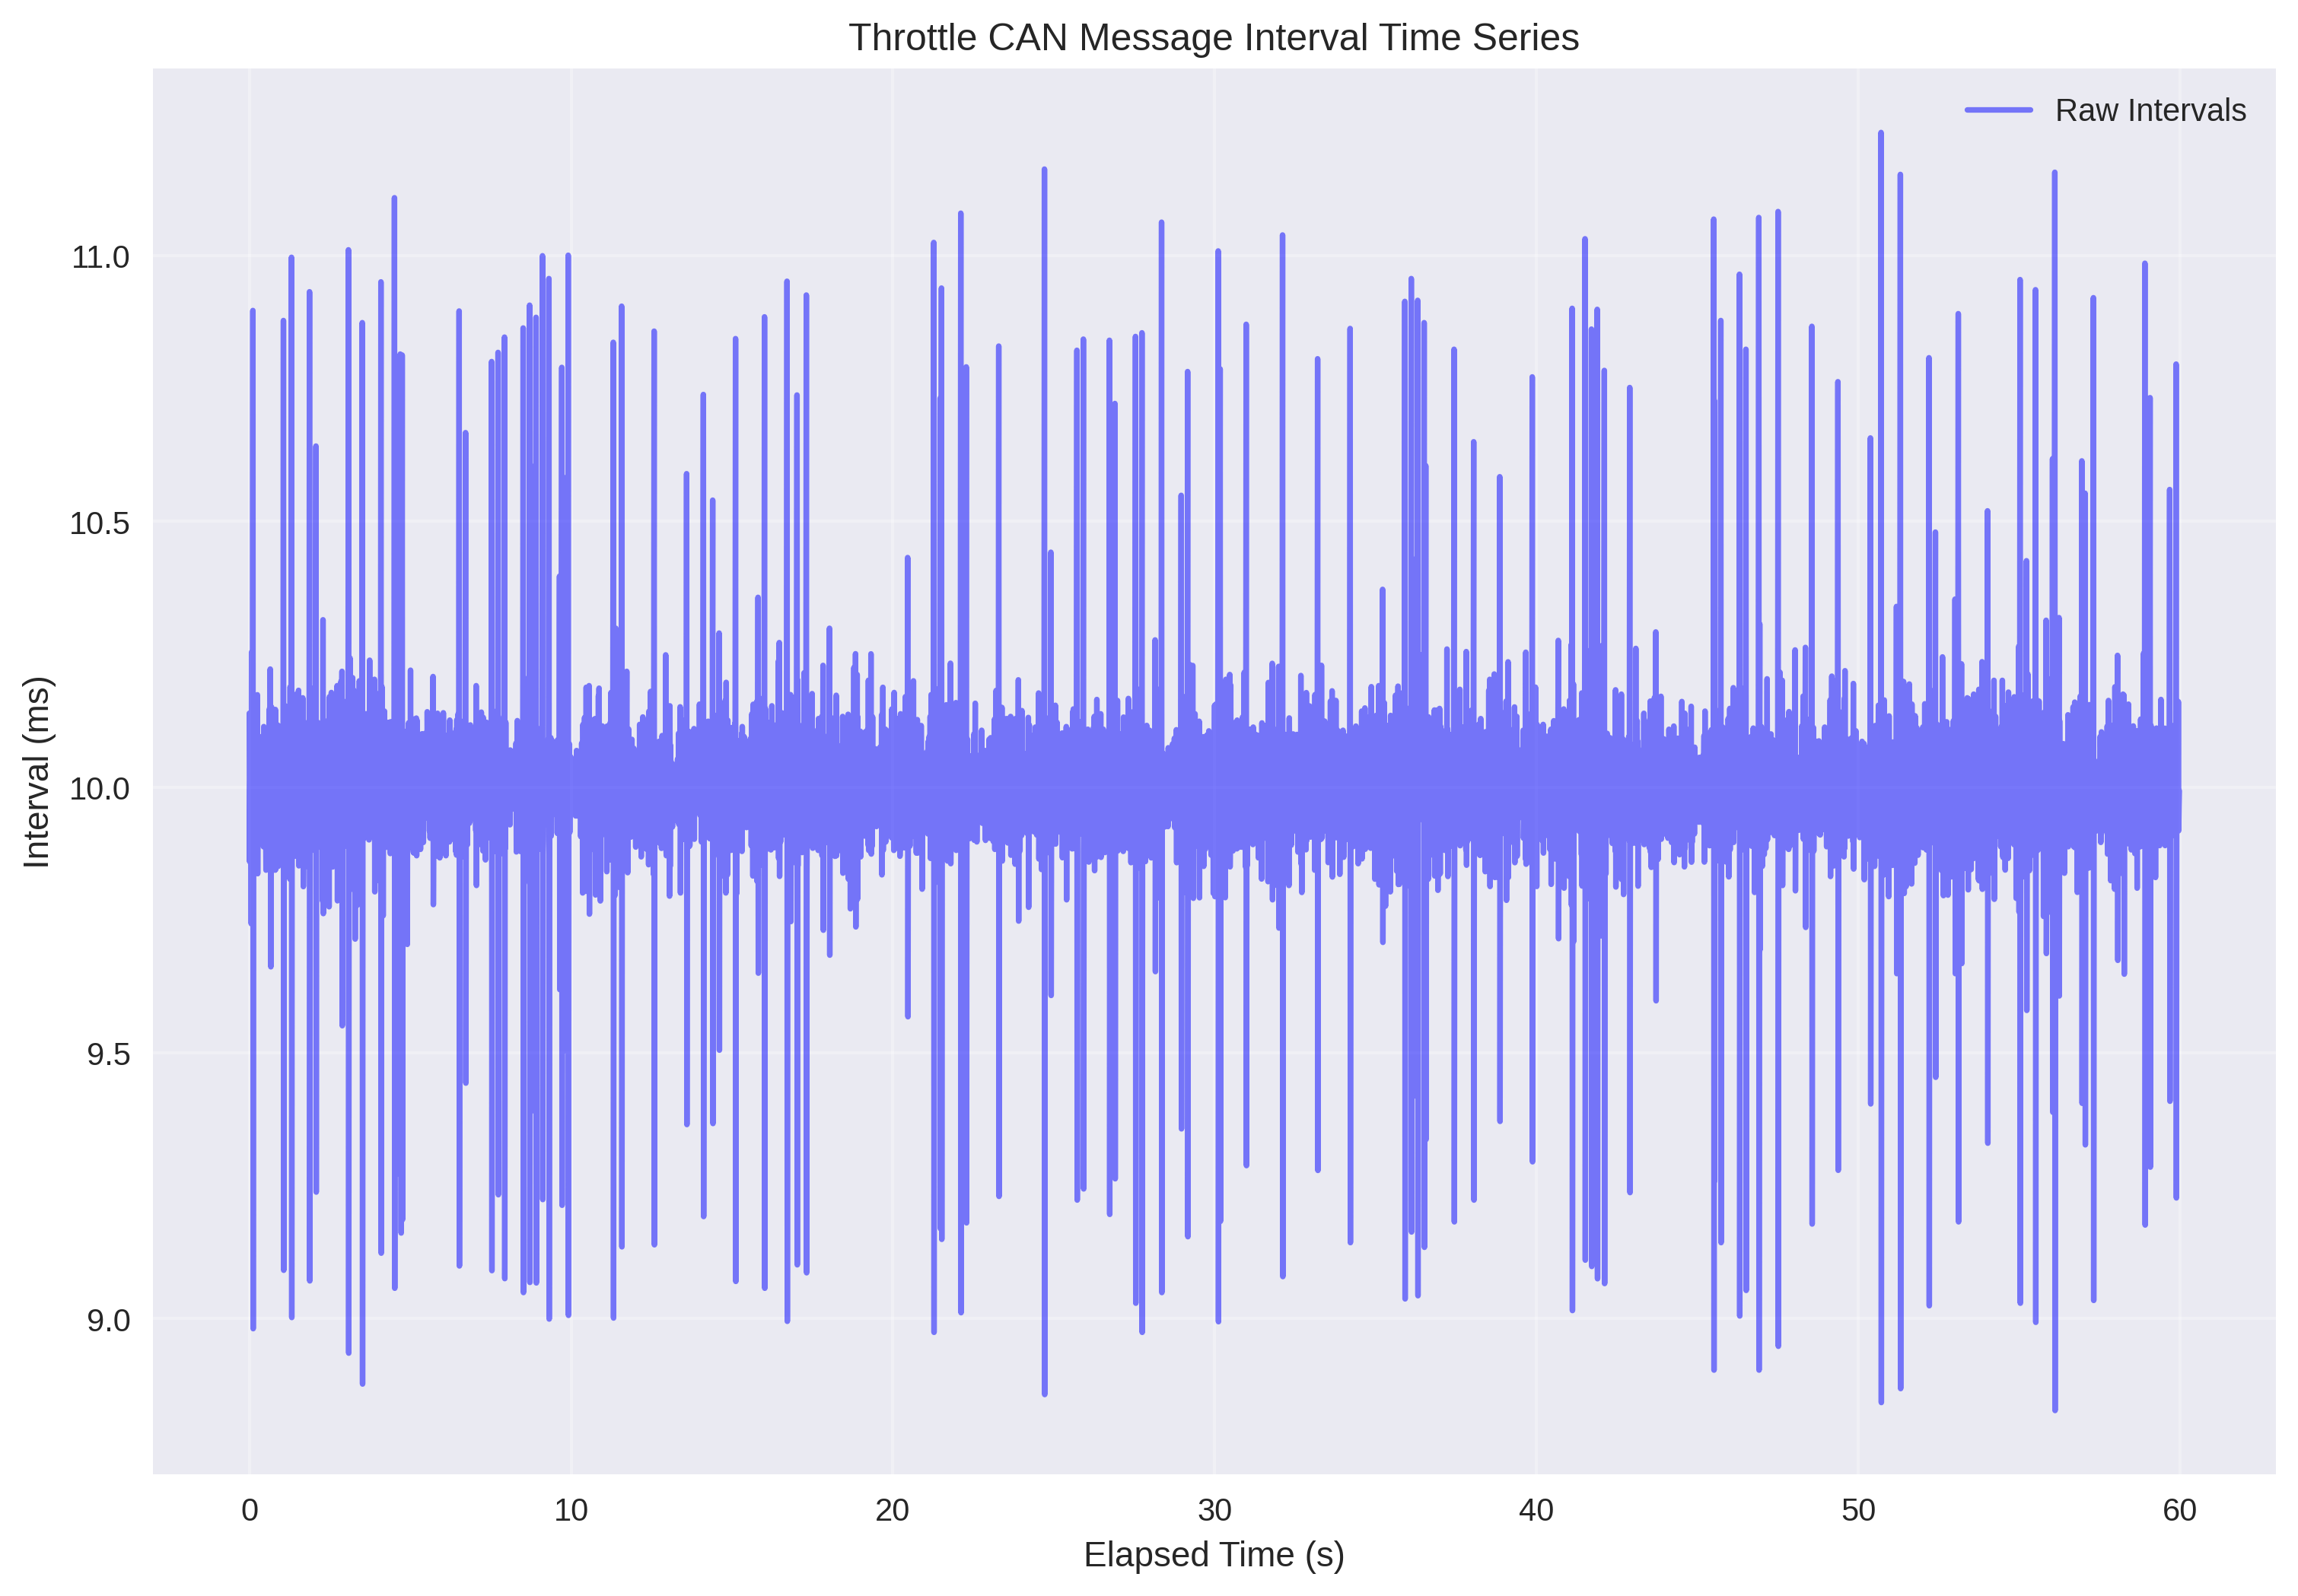 Throttle CAN Message Interval Time Series
Raw Intervals
11.0
10.5
10.0
9.5
9.0
Interval (ms)
0 10 20 30 40 50 60
Elapsed Time (s)